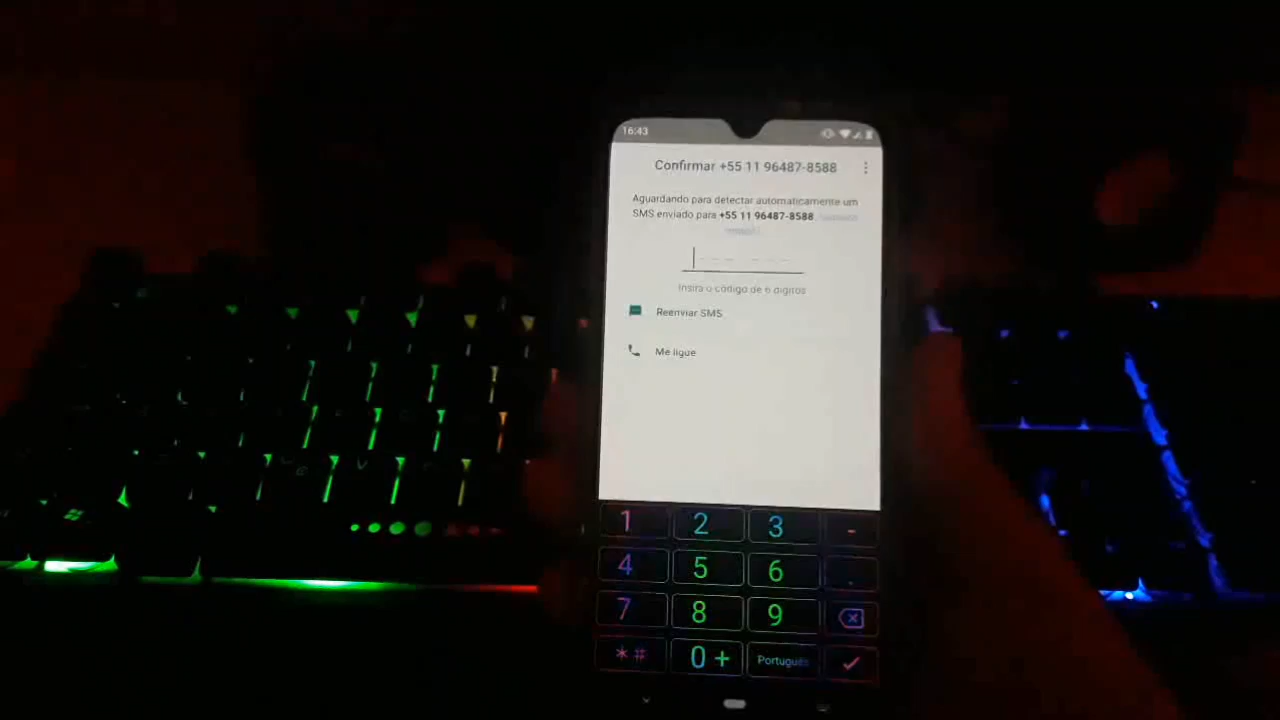 16:43
Confirmar +55 11 96487-8588
Aguardando para detectar automaticamente um
SMS enviado para +55 11 96487-8588.
Insira o código de 6 dígitos
Reenviar SMS
Me ligue
1 2 3 -
4 5 6 .
7 8 9
*# 0 + Português